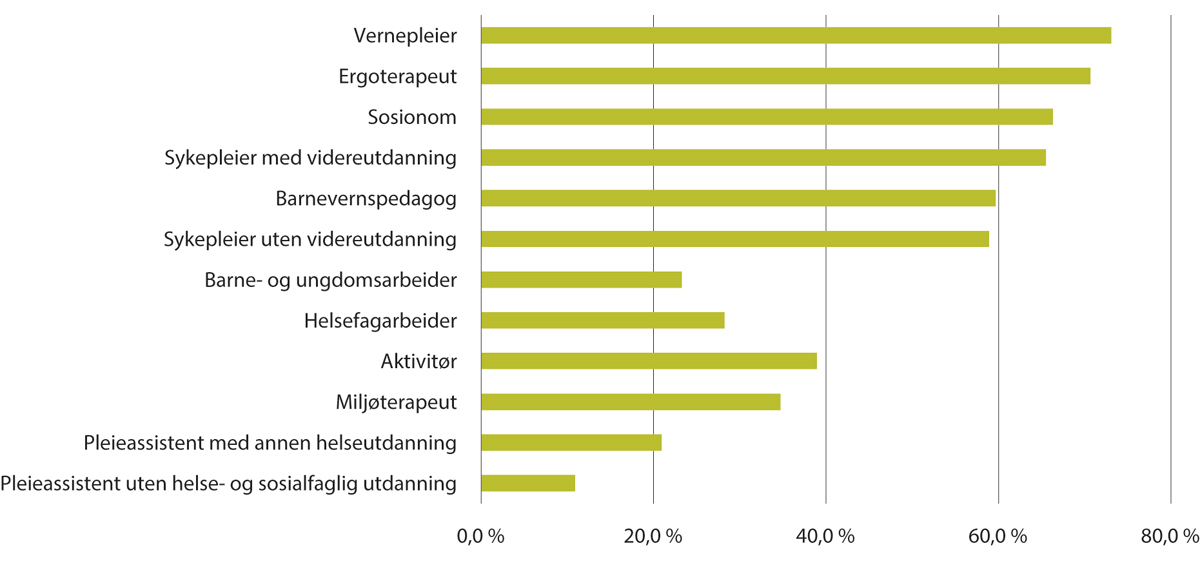 Vernepleier
Ergoterapeut
Sosionom
Sykepleier med videreutdanning
Barnevernspedagog
Sykepleier uten videreutdanning
Barne- og ungdomsarbeider
Helsefagarbeider
Aktivitør
Miljøterapeut
Pleieassistent med annen helseutdanning
Pleieassistent uten helse- og sosialfaglig utdanning
0,0 % 20,0 % 40,0 % 60,0 % 80,0 %